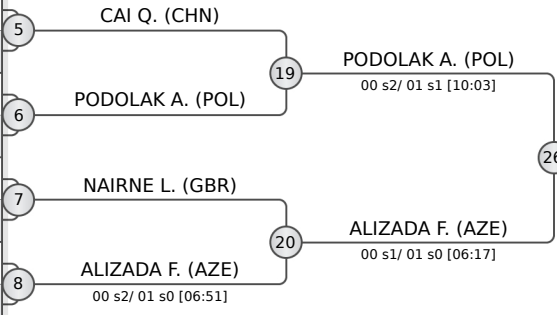 CAI Q. (CHN)
5
PODOLAK A. (POL)
19
00 s2/ 01 s1 [10:03]
PODOLAK A. (POL)
6
NAIRNE L. (GBR)
26
7
ALIZADA F. (AZE)
20
00 s1/ 01 s0 [06:17]
ALIZADA F. (AZE)
8
00 s2/ 01 s0 [06:51]